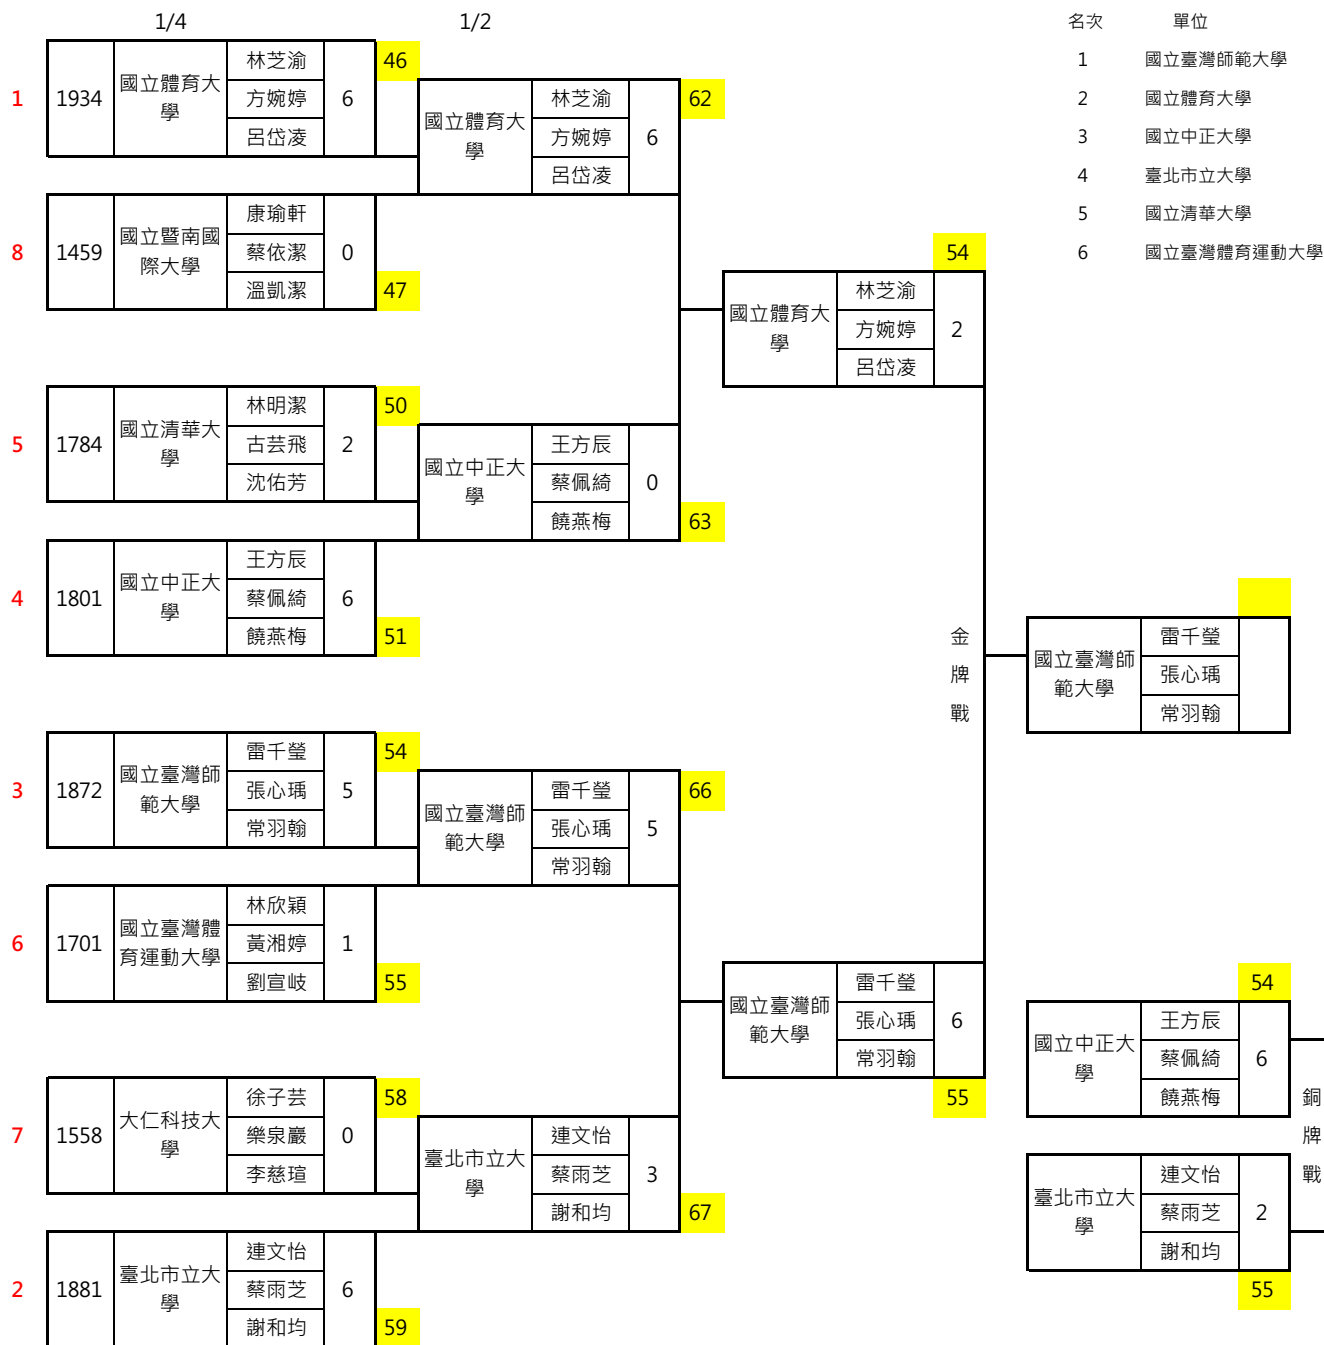 1/4
1/2
名次 單位
1 國立臺灣師範大學
2 國立體育大學
3 國立中正大學
4 臺北市立大學
5 國立清華大學
6 國立臺灣體育運動大學
1 1934 國立體育大
學
林芝渝
方婉婷
呂岱凌
6
46
8 1459 國立暨南國
際大學
康瑜軒
蔡依潔
溫凱潔
0
47
5 1784 國立清華大
學
林明潔
古芸飛
沈佑芳
2
50
4 1801 國立中正大
學
王方辰
蔡佩綺
饒燕梅
6
51
3 1872 國立臺灣師
範大學
雷千瑩
張心瑀
常羽翰
5
54
6 1701 國立臺灣體
育運動大學
林欣穎
黃湘婷
劉宣岐
1
55
7 1558 大仁科技大
學
徐子芸
樂泉巖
李慈瑄
0
58
2 1881 臺北市立大
學
連文怡
蔡雨芝
謝和均
6
59
國立體育大
學
林芝渝
方婉婷
呂岱凌
6
62
國立中正大
學
王方辰
蔡佩綺
饒燕梅
0
63
國立臺灣師
範大學
雷千瑩
張心瑀
常羽翰
5
66
臺北市立大
學
連文怡
蔡雨芝
謝和均
3
67
54
國立體育大
學
林芝渝
方婉婷
呂岱凌
2
國立臺灣師
範大學
雷千瑩
張心瑀
常羽翰
6
55
金
牌
戰
國立臺灣師
範大學
雷千瑩
張心瑀
常羽翰
54
國立中正大
學
王方辰
蔡佩綺
饒燕梅
6
銅
牌
戰
臺北市立大
學
連文怡
蔡雨芝
謝和均
2
55